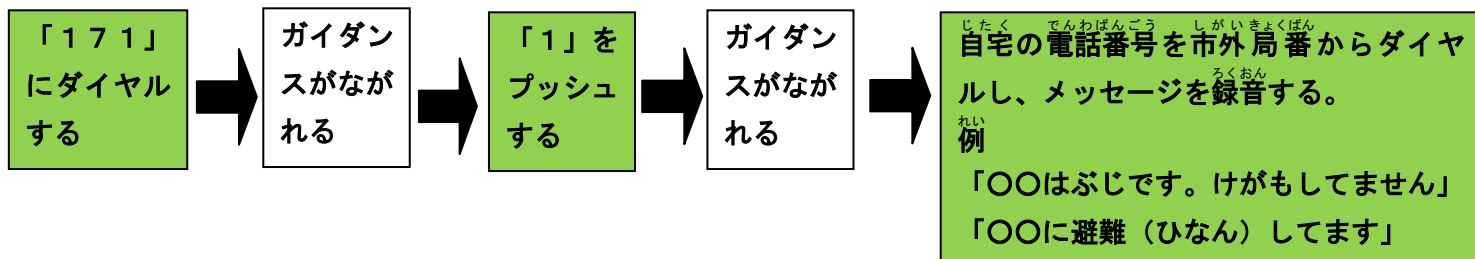 「１７１」
にダイヤル
する
ガイダン
スがなが
れる
「１」を
プッシュ
する
ガイダン
スがなが
れる
じたく でんわばんごう しがいきょくばん
自宅の電話番号を市外局番からダイヤ
ろくおん
ルし、メッセージを録音する。
れい
例
「〇〇はぶじです。けがもしてません」
「〇〇に避難（ひなん）してます」